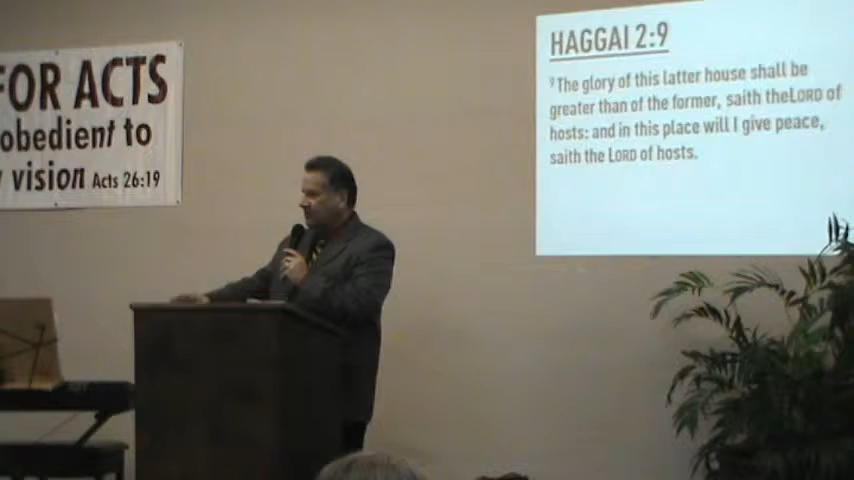 FOR ACTS
obedient to
vision Acts 26:19
HAGGAI 2:9
9 The glory of this latter house shall be
greater than of the former, saith theLORD of
hosts: and in this place will I give peace,
saith the LORD of hosts.